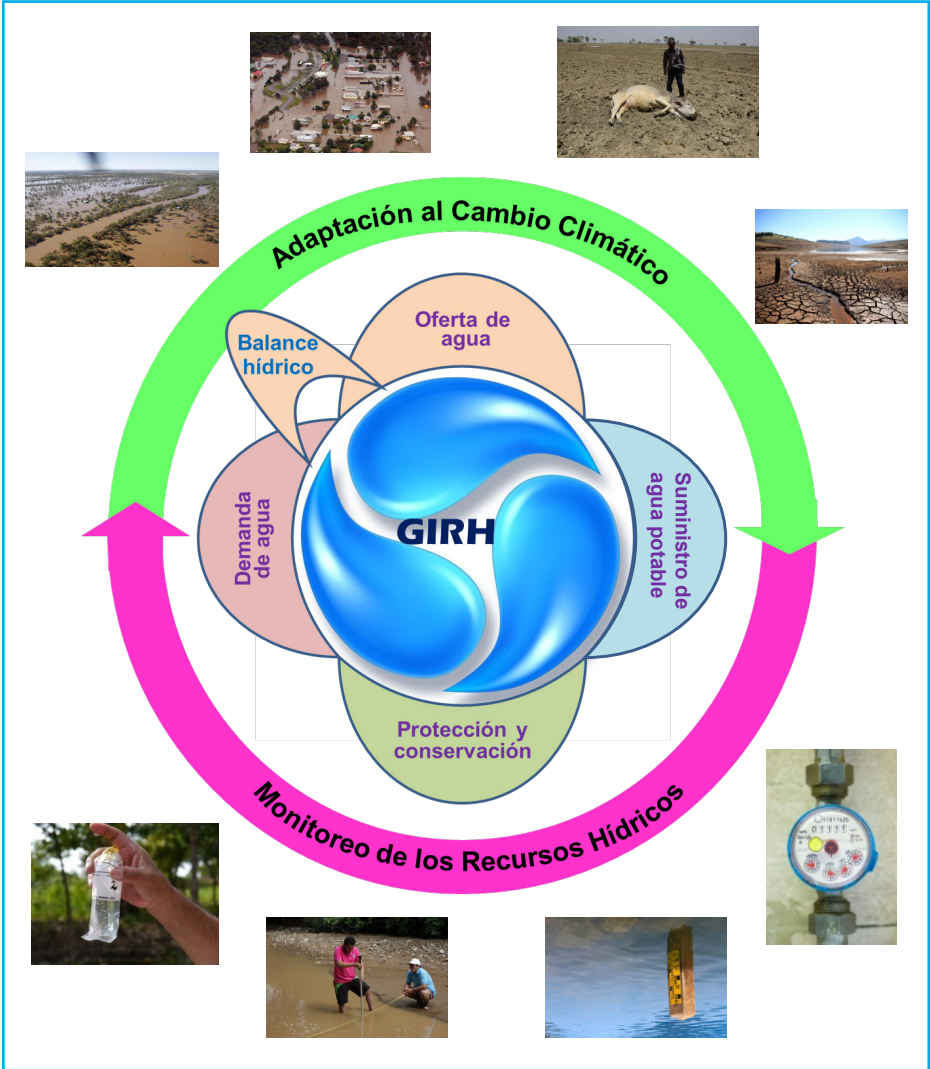 Adaptación al Cambio Climático
Oferta de
agua
Balance
hídrico
Demanda
de agua
GIRH
Suministro de
agua potable
Protección y
conservación
Monitoreo de los Recursos Hídricos
2